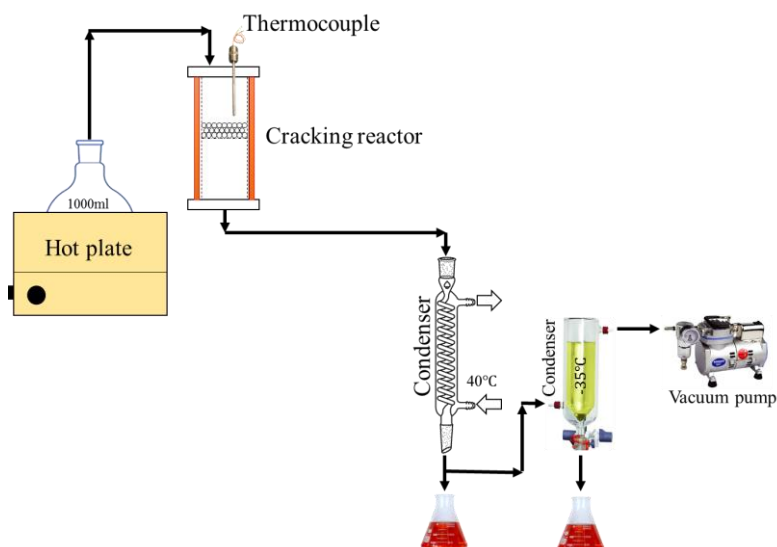 Thermocouple
Cracking reactor
1000ml
Hot plate
Condenser
40℃
Condenser
-35℃
Vacuum pump